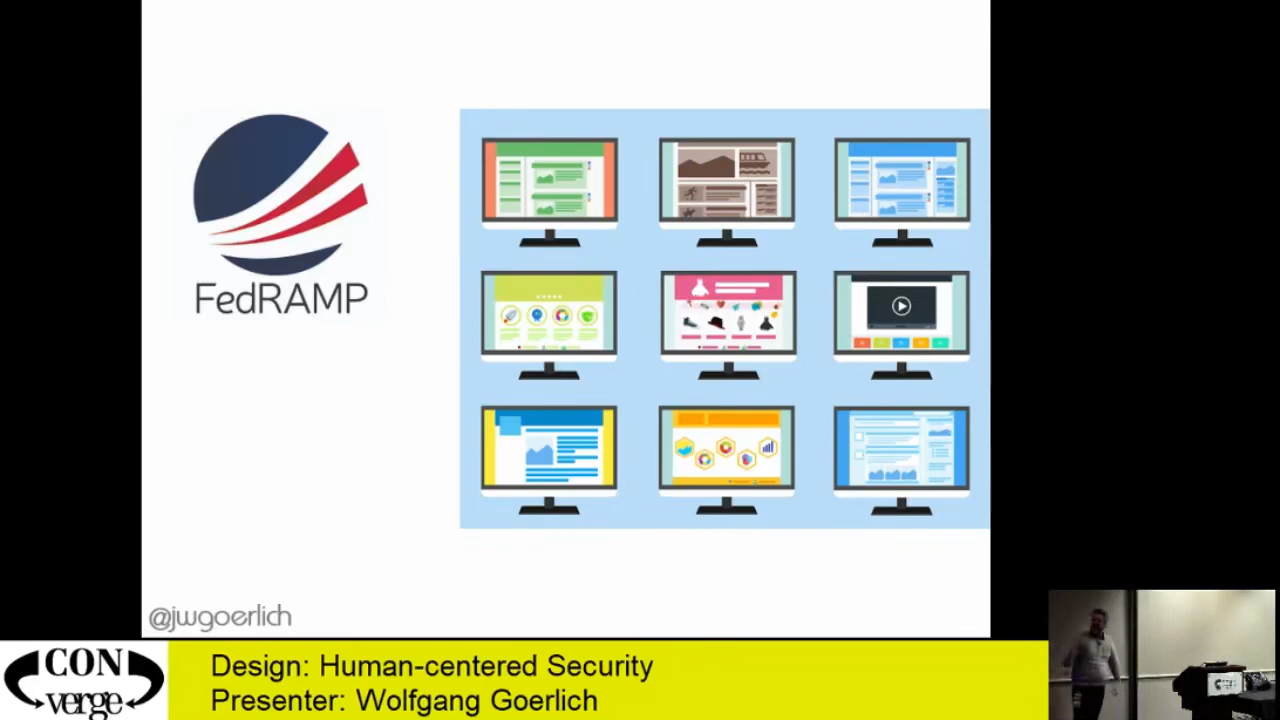 FedRAMP
@jwgoerlich
CON
verge
Design: Human-centered Security
Presenter: Wolfgang Goerlich